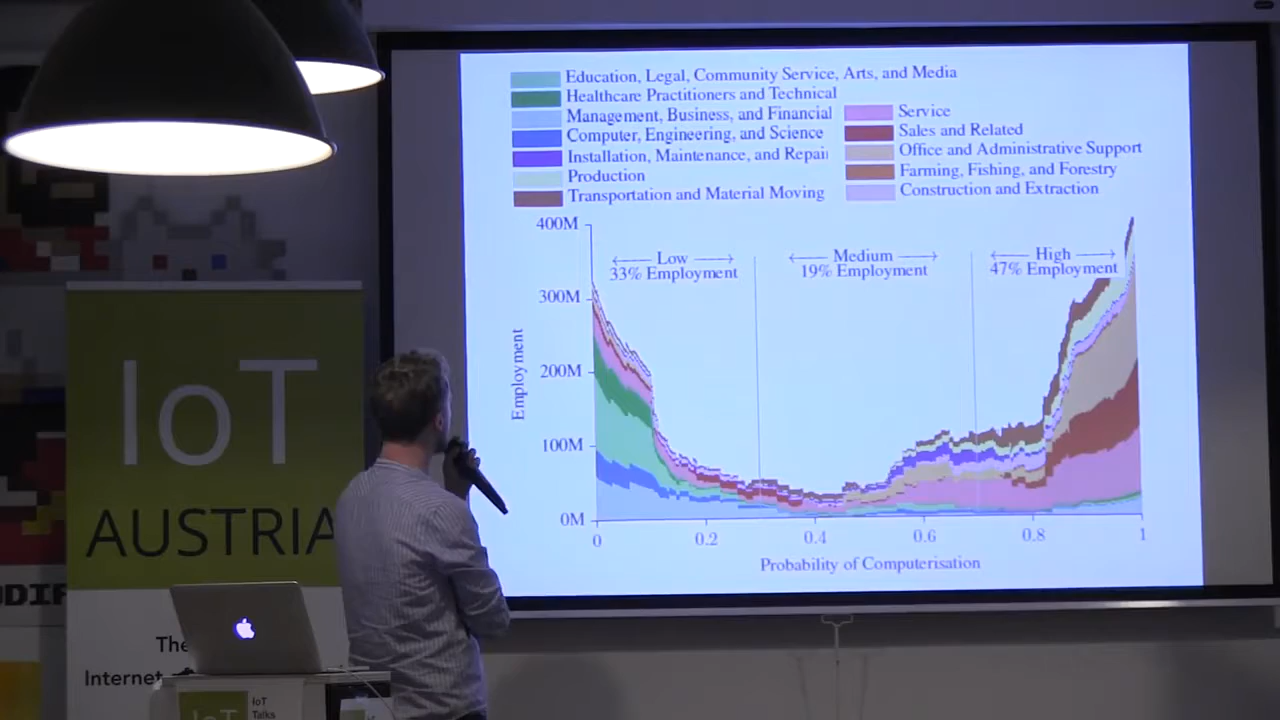 Education, Legal, Community Service, Arts, and Media
Healthcare Practitioners and Technical
Management, Business, and Financial
Computer, Engineering, and Science
Installation, Maintenance, and Repair
Production
Transportation and Material Moving
Service
Sales and Related
Office and Administrative Support
Farming, Fishing, and Forestry
Construction and Extraction
400M
300M
200M
100M
0M
Employment
← Low →
33% Employment
← Medium →
19% Employment
← High →
47% Employment
0
0.2
0.4
0.6
0.8
1
Probability of Computerisation
IoT
AUSTRIA
The
Internet
IoT
IoT
Talks